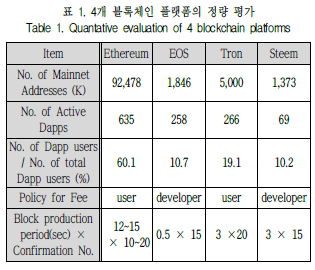 표 1. 4개 블록체인 플랫폼의 정량 평가
Table 1. Quantative evaluation of 4 blockchain platforms
Item Ethereum EOS Tron Steem
No. of Mainnet
Addresses (K) 92,478 1,846 5,000 1,373
No. of Active
Dapps 635 258 266 69
No. of Dapp users
/ No. of total
Dapp users (%) 60.1 10.7 19.1 10.2
Policy for Fee user developer user developer
Block production
period(sec) ×
Confirmation No. 12~15
× 10~20 0.5 × 15 3 ×20 3 × 15